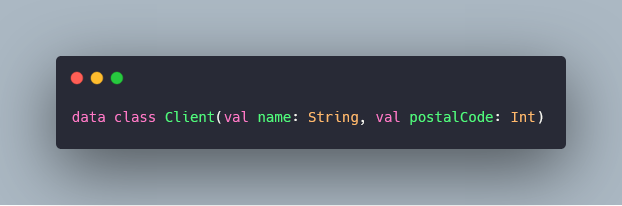 data class Client(val name: String, val postalCode: Int)